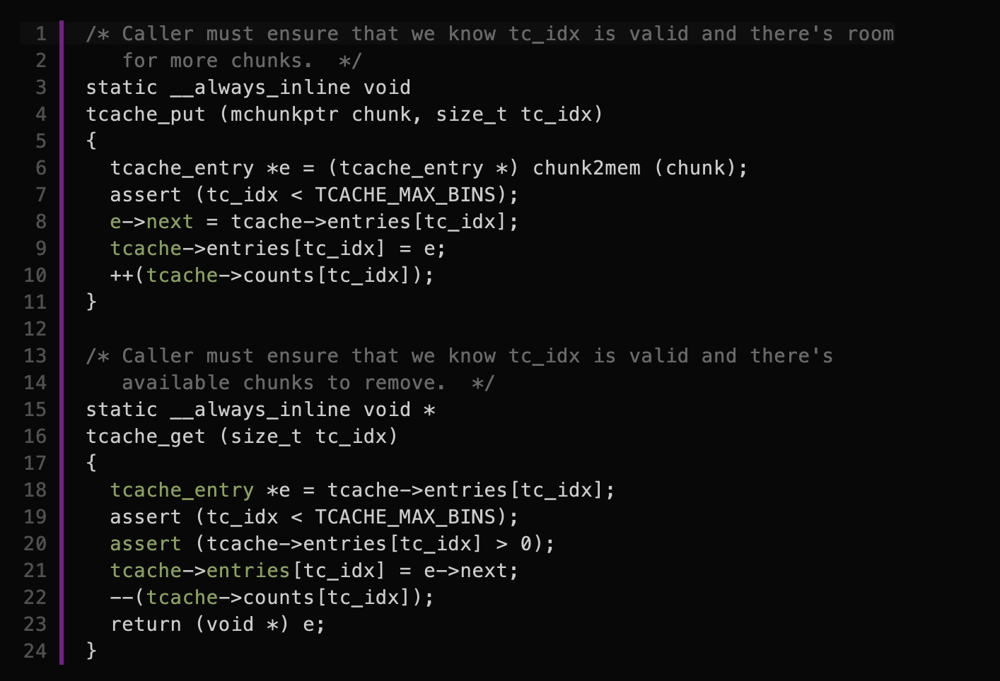 1 /* Caller must ensure that we know tc_idx is valid and there's room
2 for more chunks.  */
3 static __always_inline void
4 tcache_put (mchunkptr chunk, size_t tc_idx)
5 {
6 tcache_entry *e = (tcache_entry *) chunk2mem (chunk);
7 assert (tc_idx < TCACHE_MAX_BINS);
8 e->next = tcache->entries[tc_idx];
9 tcache->entries[tc_idx] = e;
10 ++(tcache->counts[tc_idx]);
11 }
12
13 /* Caller must ensure that we know tc_idx is valid and there's
14 available chunks to remove.  */
15 static __always_inline void *
16 tcache_get (size_t tc_idx)
17 {
18 tcache_entry *e = tcache->entries[tc_idx];
19 assert (tc_idx < TCACHE_MAX_BINS);
20 assert (tcache->entries[tc_idx] > 0);
21 tcache->entries[tc_idx] = e->next;
22 --(tcache->counts[tc_idx]);
23 return (void *) e;
24 }